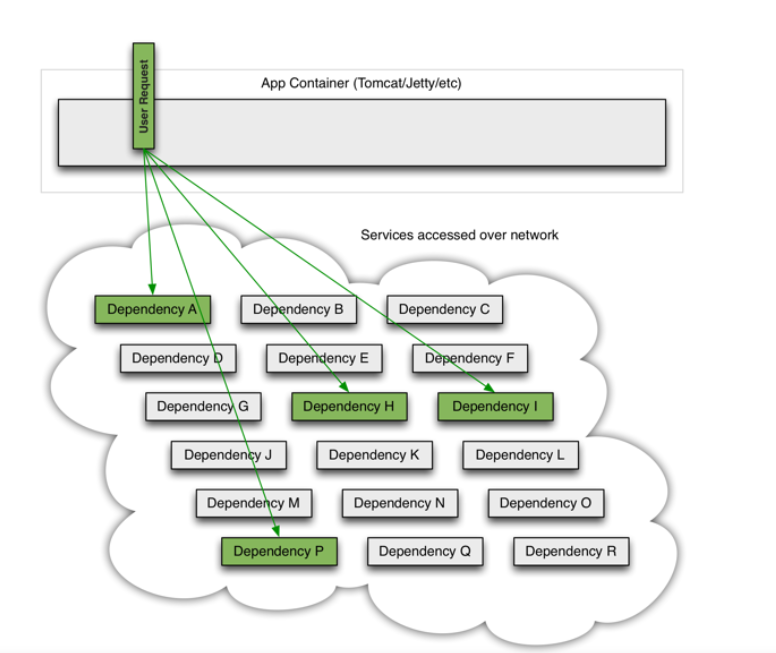 User Request
App Container (Tomcat/Jetty/etc)
Services accessed over network
Dependency A
Dependency B
Dependency C
Dependency D
Dependency E
Dependency F
Dependency G
Dependency H
Dependency I
Dependency J
Dependency K
Dependency L
Dependency M
Dependency N
Dependency O
Dependency P
Dependency Q
Dependency R